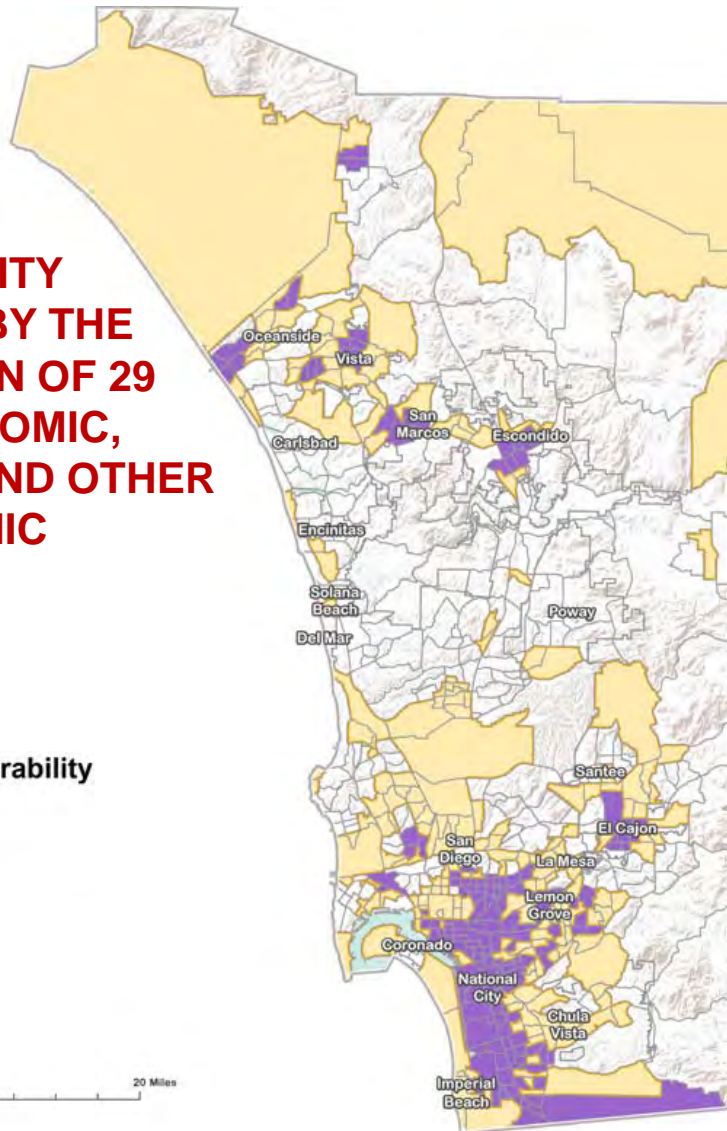 ITY
BY THE
N OF 29
OMIC,
ND OTHER
IC
Oceanside
Vista
San
Marcos
Escondido
Carlsbad
Encinitas
Solana
Beach
Poway
Del Mar
rability
Santee
El Cajon
San
Diego
La Mesa
Lemon
Grove
Coronado
National
City
Chula
Vista
Imperial
Beach
20 Miles